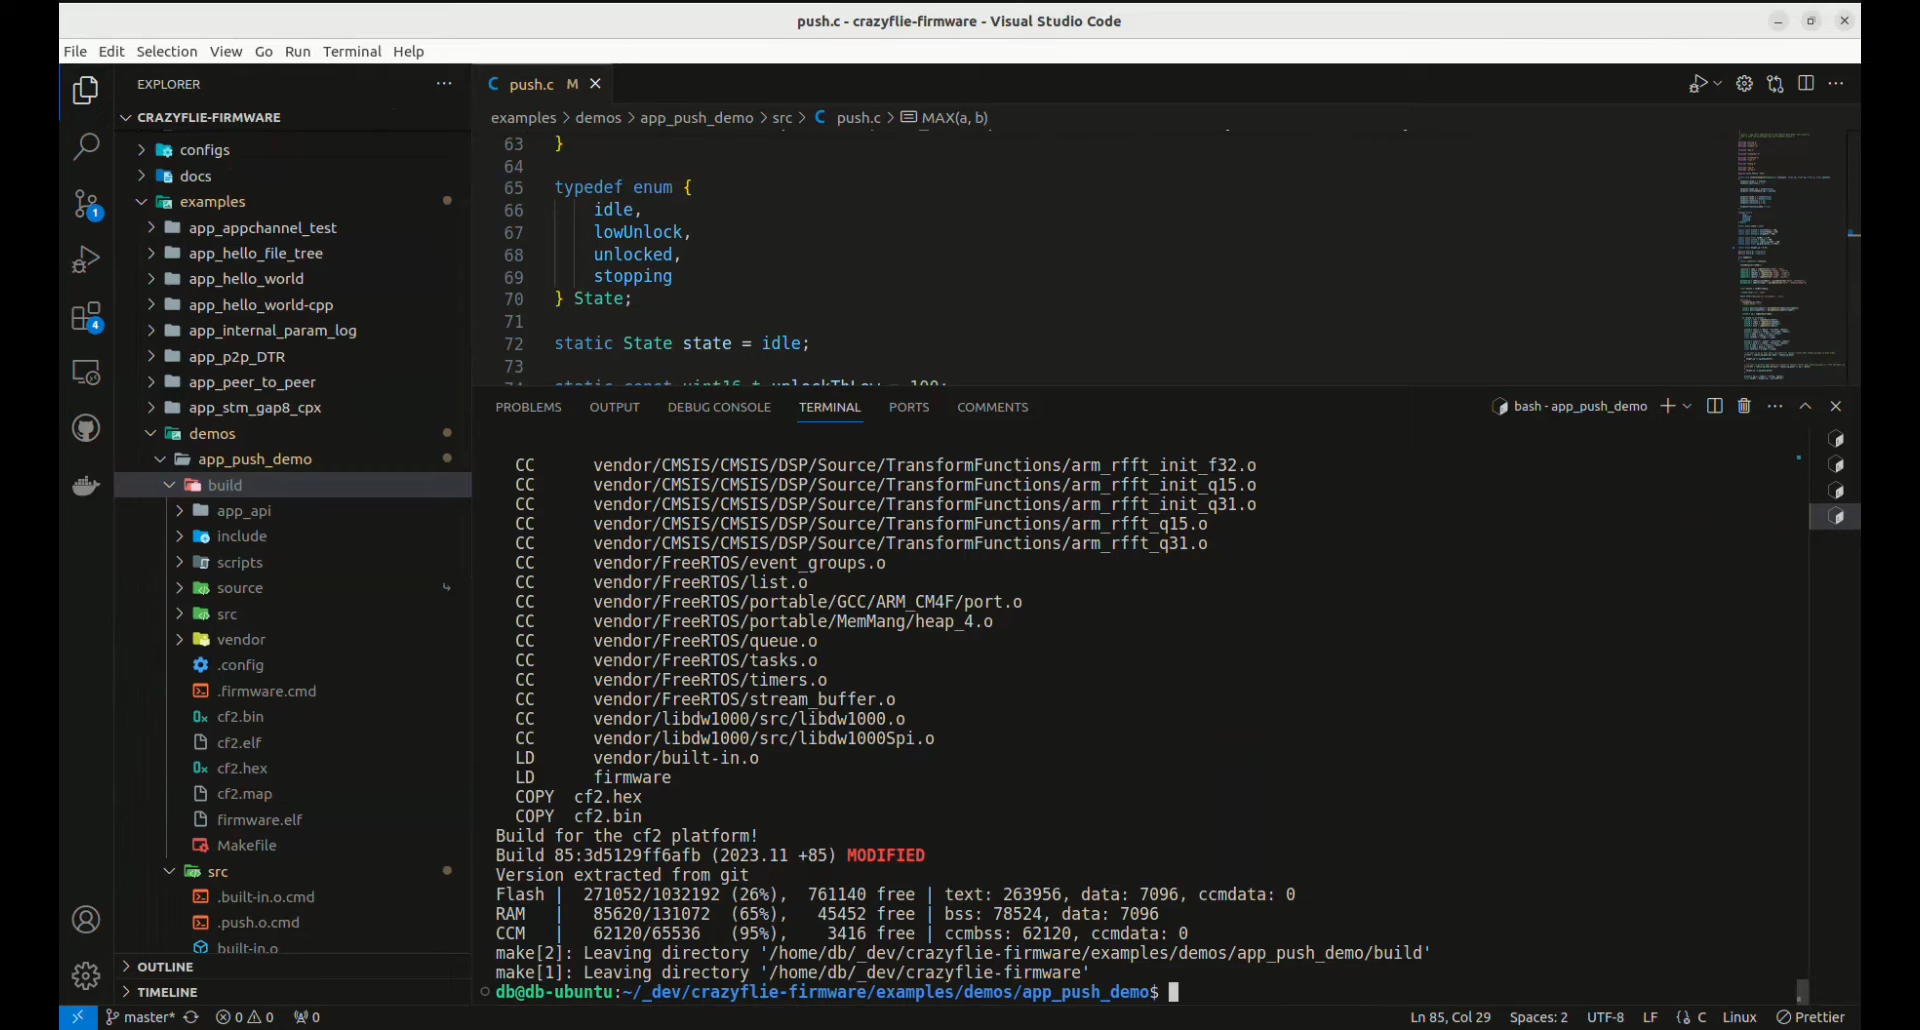 push.c - crazyflie-firmware - Visual Studio Code
File Edit Selection View Go Run Terminal Help
EXPLORER
CRAZYFLIE-FIRMWARE
configs
docs
examples
app_appchannel_test
app_hello_file_tree
app_hello_world
app_hello_world-cpp
app_internal_param_log
app_p2p_DTR
app_peer_to_peer
app_stm_gap8_cpx
demos
app_push_demo
build
app_api
include
scripts
source
src
vendor
.config
.firmware.cmd
cf2.bin
cf2.elf
cf2.hex
cf2.map
firmware.elf
Makefile
src
.built-in.o.cmd
.push.o.cmd
built-in.o
OUTLINE
TIMELINE
1
4
C push.c M
examples > demos > app_push_demo > src > C push.c > MAX(a, b)
63 }
64
65 typedef enum {
66 idle,
67 lowUnlock,
68 unlocked,
69 stopping
70 } State;
71
72 static State state = idle;
73
74 static const uint16_t unlockThLow = 100;
PROBLEMS OUTPUT DEBUG CONSOLE TERMINAL PORTS COMMENTS
bash - app_push_demo
CC vendor/CMSIS/CMSIS/DSP/Source/TransformFunctions/arm_rfft_init_f32.o
CC vendor/CMSIS/CMSIS/DSP/Source/TransformFunctions/arm_rfft_init_q15.o
CC vendor/CMSIS/CMSIS/DSP/Source/TransformFunctions/arm_rfft_init_q31.o
CC vendor/CMSIS/CMSIS/DSP/Source/TransformFunctions/arm_rfft_q15.o
CC vendor/CMSIS/CMSIS/DSP/Source/TransformFunctions/arm_rfft_q31.o
CC vendor/FreeRTOS/event_groups.o
CC vendor/FreeRTOS/list.o
CC vendor/FreeRTOS/portable/GCC/ARM_CM4F/port.o
CC vendor/FreeRTOS/portable/MemMang/heap_4.o
CC vendor/FreeRTOS/queue.o
CC vendor/FreeRTOS/tasks.o
CC vendor/FreeRTOS/timers.o
CC vendor/FreeRTOS/stream_buffer.o
CC vendor/libdw1000/src/libdw1000.o
CC vendor/libdw1000/src/libdw1000Spi.o
LD vendor/built-in.o
LD firmware
COPY cf2.hex
COPY cf2.bin
Build for the cf2 platform!
Build 85:3d5129ff6afb (2023.11 +85) MODIFIED
Version extracted from git
Flash | 271052/1032192 (26%), 761140 free | text: 263956, data: 7096, ccmdata: 0
RAM | 85620/131072 (65%), 45452 free | bss: 78524, data: 7096
CCM | 62120/65536 (95%), 3416 free | ccmbss: 62120, ccmdata: 0
make[2]: Leaving directory '/home/db/_dev/crazyflie-firmware/examples/demos/app_push_demo/build'
make[1]: Leaving directory '/home/db/_dev/crazyflie-firmware'
db@db-ubuntu:~/_dev/crazyflie-firmware/examples/demos/app_push_demo$
master* 0 0 0 Ln 85, Col 29 Spaces: 2 UTF-8 LF C Linux Prettier